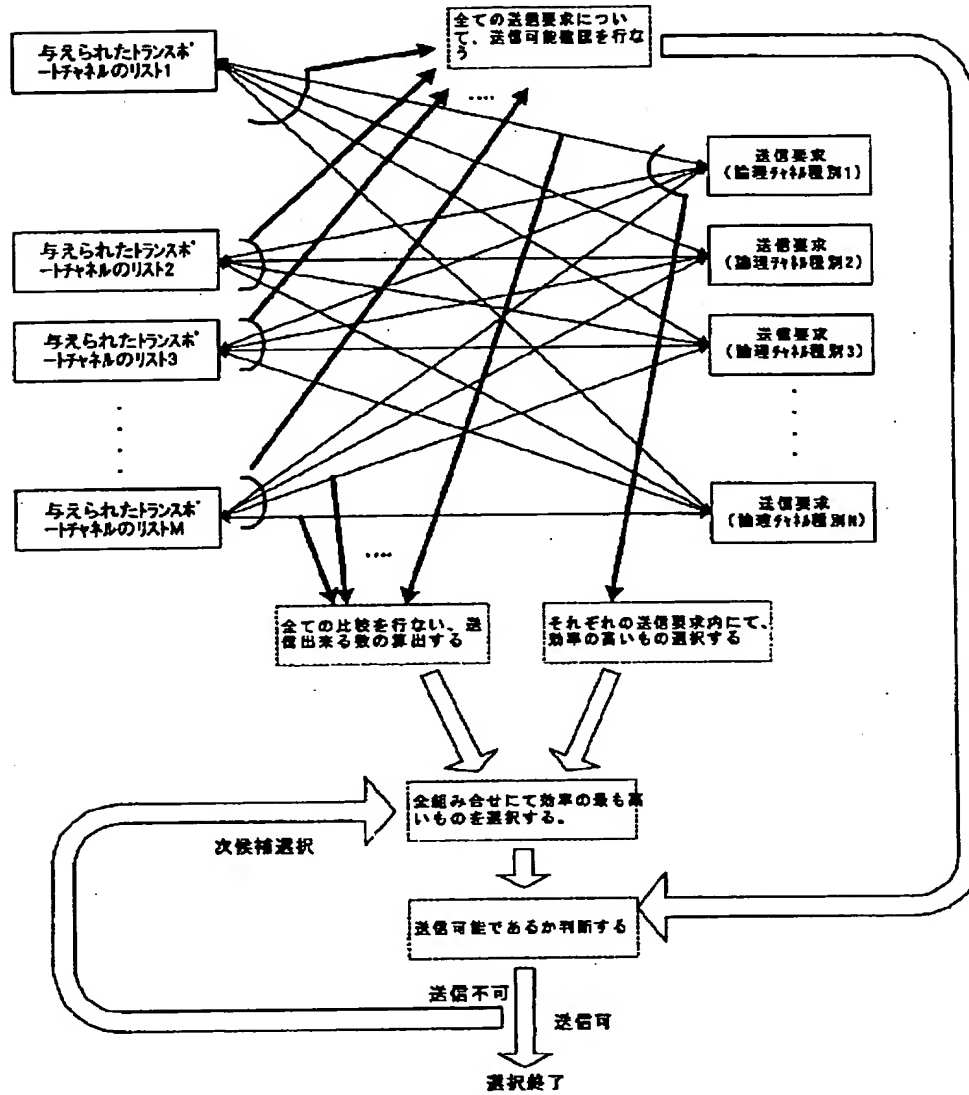 全ての送信要求につい
て、送信可能確認を行な
う
与えられたトランスポ
ートチャネルのリスト1
....
送信要求
(論理チャネル種別1)
与えられたトランスポ
ートチャネルのリスト2
送信要求
(論理チャネル種別2)
与えられたトランスポ
ートチャネルのリスト3
送信要求
(論理チャネル種別3)
与えられたトランスポ
ートチャネルのリストM
送信要求
(論理チャネル種別N)
....
全ての比較を行ない、送
信出来る数の算出する
それぞれの送信要求内にて、
効率の高いもの選択する
全組み合せにて効率の最も高
いものを選択する。
次候補選択
送信可能であるか判断する
送信不可
送信可
選択終了